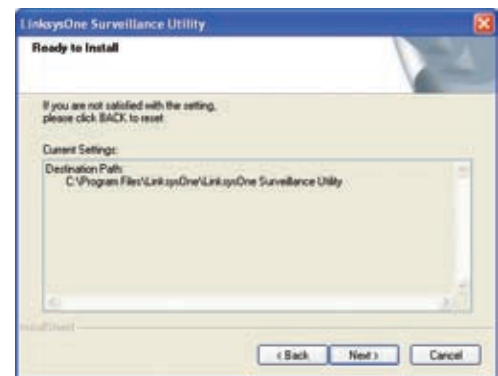 LinksysOne Surveillance Utility
Ready to Install
If you are not satisfied with the setting,
please click BACK to reset
Current Settings:
Destination Path:
C:\Program Files\LinksysOne\LinksysOne Surveillance Utility
InstallShield
< Back
Next >
Cancel